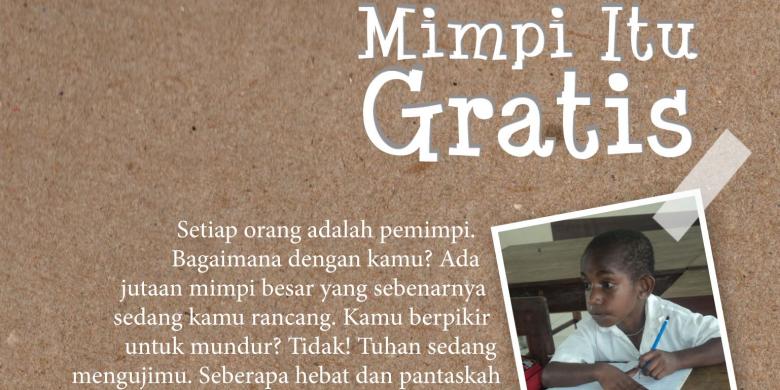 Mimpi Itu
Gratis
Setiap orang adalah pemimpi.
Bagaimana dengan kamu? Ada
jutaan mimpi besar yang sebenarnya
sedang kamu rancang. Kamu berpikir
untuk mundur? Tidak! Tuhan sedang
mengujimu. Seberapa hebat dan pantaskah